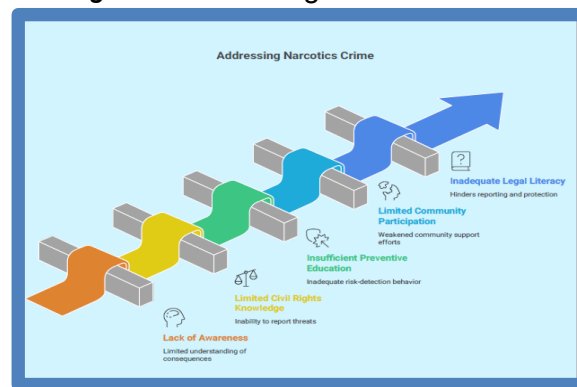 Addressing Narcotics Crime
?
Inadequate Legal Literacy
Hinders reporting and protection
Limited Community
Participation
Weakened community support
efforts
Insufficient Preventive
Education
Inadequate risk-detection behavior
Limited Civil Rights
Knowledge
Inability to report threats
Lack of Awareness
Limited understanding of
consequences